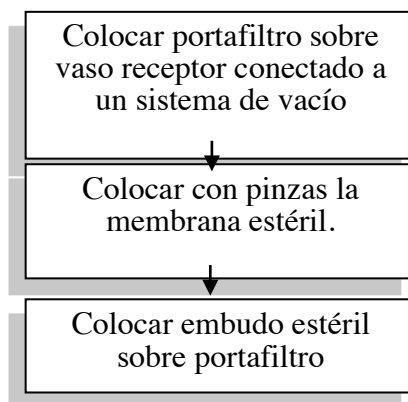 Colocar portafiltro sobre
vaso receptor conectado a
un sistema de vacío
Colocar con pinzas la
membrana estéril.
Colocar embudo estéril
sobre portafiltro